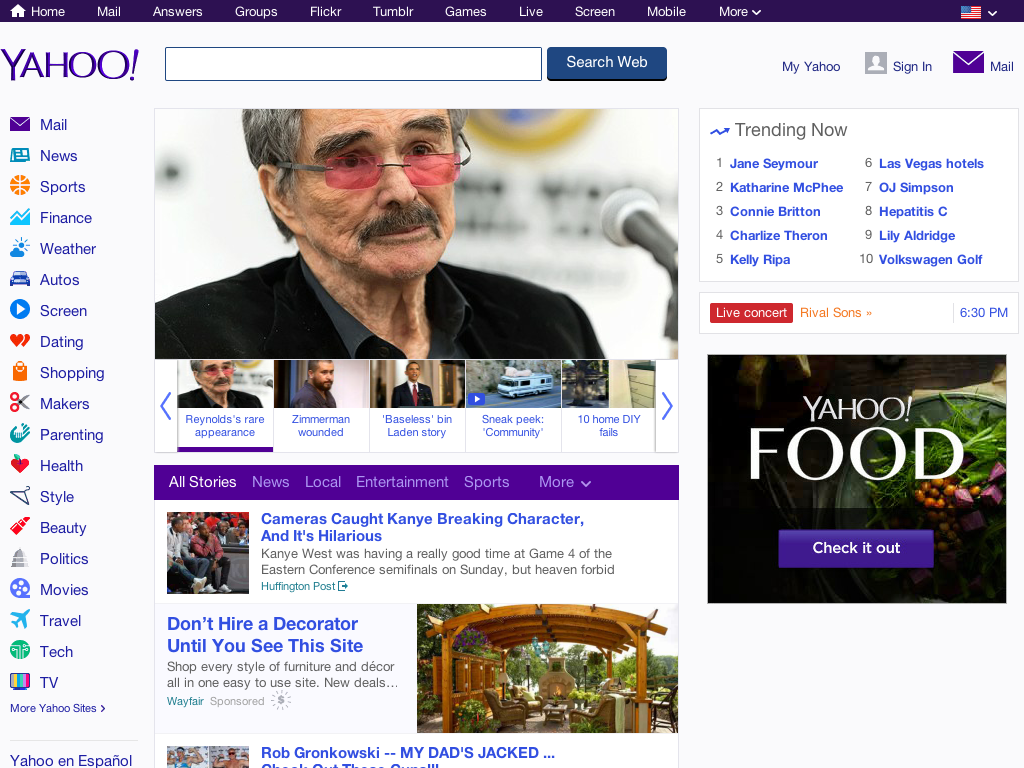 Home Mail Answers Groups Flickr Tumblr Games Live Screen Mobile More
YAHOO!
Search Web
My Yahoo Sign In Mail
Mail
News
Sports
Finance
Weather
Autos
Screen
Dating
Shopping
Makers
Parenting
Health
Style
Beauty
Politics
Movies
Travel
Tech
TV
More Yahoo Sites
Yahoo en Español
Reynolds's rare
appearance
Zimmerman
wounded
'Baseless' bin
Laden story
Sneak peek:
'Community'
10 home DIY
fails
All Stories News Local Entertainment Sports More
Cameras Caught Kanye Breaking Character,
And It's Hilarious
Kanye West was having a really good time at Game 4 of the
Eastern Conference semifinals on Sunday, but heaven forbid
Huffington Post
Don't Hire a Decorator
Until You See This Site
Shop every style of furniture and décor
all in one easy to use site. New deals...
Wayfair Sponsored $
Rob Gronkowski -- MY DAD'S JACKED ...
Trending Now
1 Jane Seymour
2 Katharine McPhee
3 Connie Britton
4 Charlize Theron
5 Kelly Ripa
6 Las Vegas hotels
7 OJ Simpson
8 Hepatitis C
9 Lily Aldridge
10 Volkswagen Golf
Live concert Rival Sons » 6:30 PM
YAHOO!
FOOD
Check it out